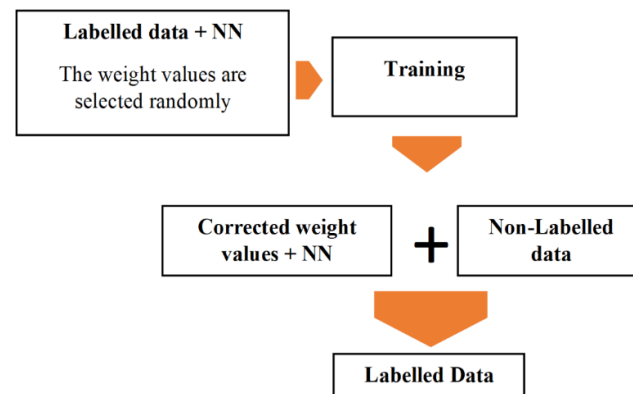 Labelled data + NN
The weight values are
selected randomly
Training
Corrected weight
values + NN
+
Non-Labelled
data
Labelled Data